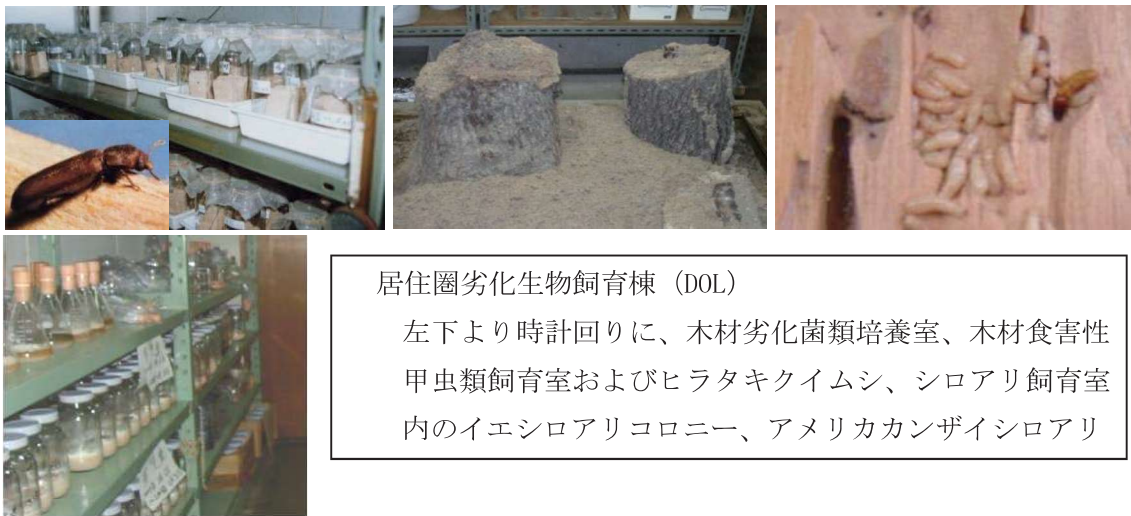 居住圏劣化生物飼育棟 (DOL)
左下より時計回りに、木材劣化菌類培養室、木材食害性
甲虫類飼育室およびヒラタキクイムシ、シロアリ飼育室
内のイエシロアリコロニー、アメリカカンザイシロアリ